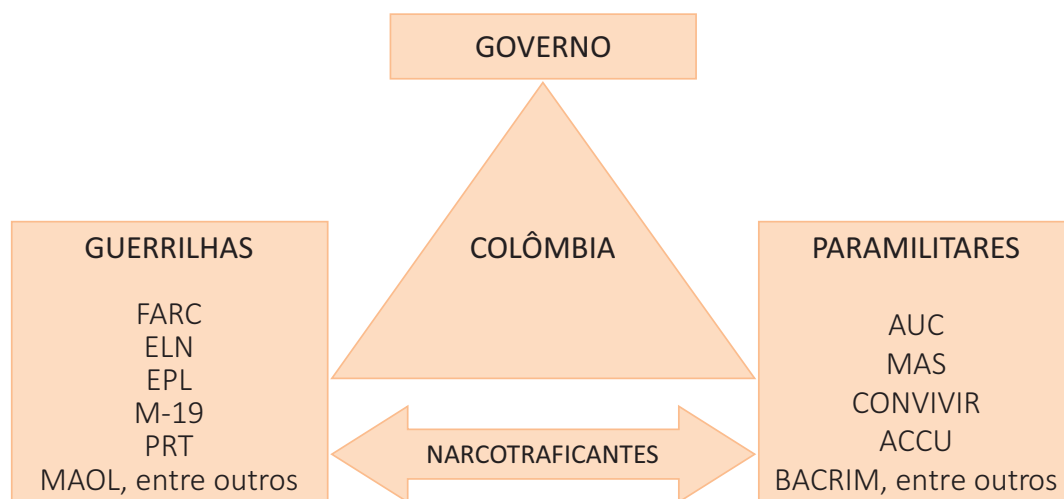 GOVERNO
COLÔMBIA
GUERRILHAS
FARC
ELN
EPL
M-19
PRT
MAOL, entre outros
PARAMILITARES
AUC
MAS
CONVIVIR
ACCU
BACRIM, entre outros
NARCOTRAFICANTES